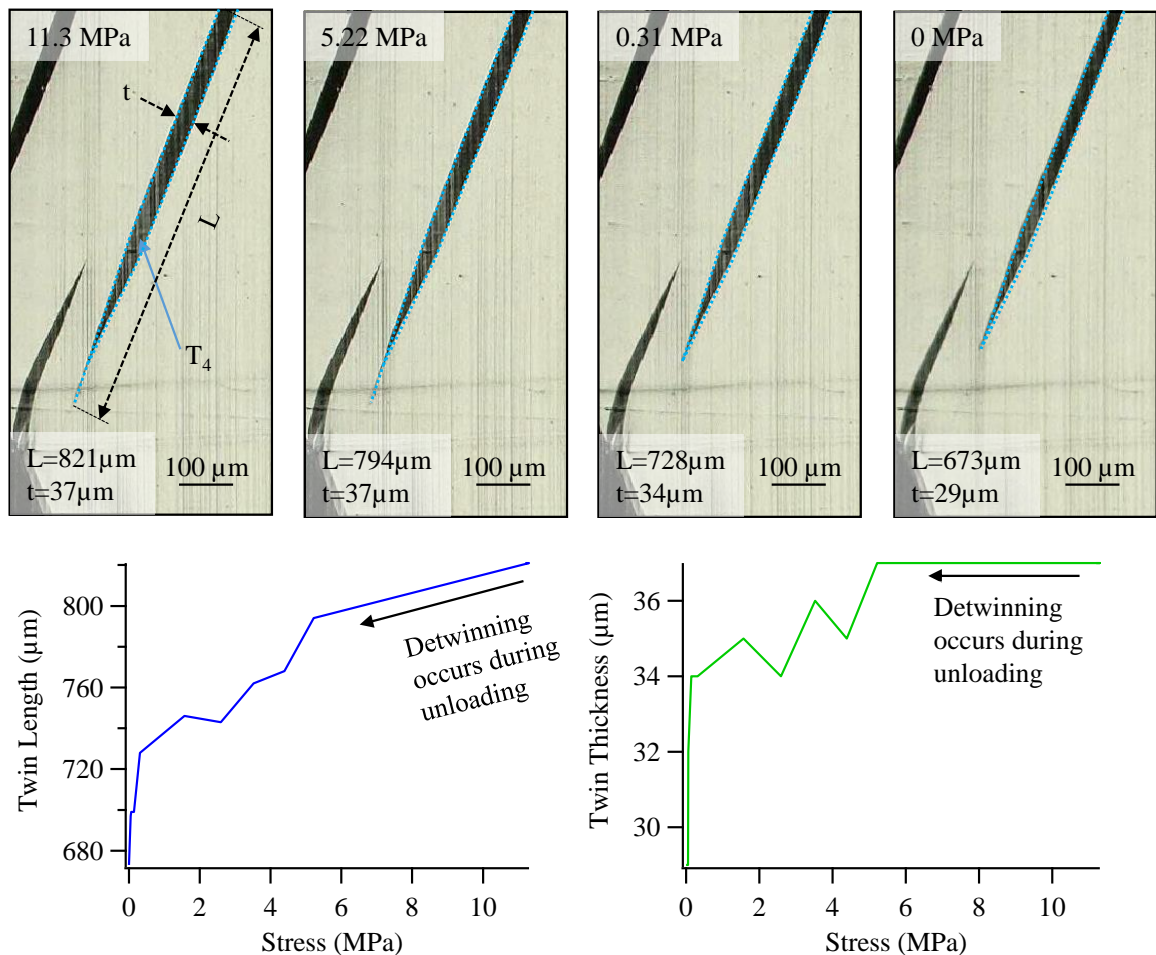 11.3 MPa
t
L
T4
L=821µm
t=37µm
100 µm
5.22 MPa
L=794µm
t=37µm
100 µm
0.31 MPa
L=728µm
t=34µm
100 µm
0 MPa
L=673µm
t=29µm
100 µm
Twin Length (µm)
800
760
720
680
Detwinning
occurs during
unloading
0 2 4 6 8 10
Stress (MPa)
Twin Thickness (µm)
36
34
32
30
Detwinning
occurs during
unloading
0 2 4 6 8 10
Stress (MPa)